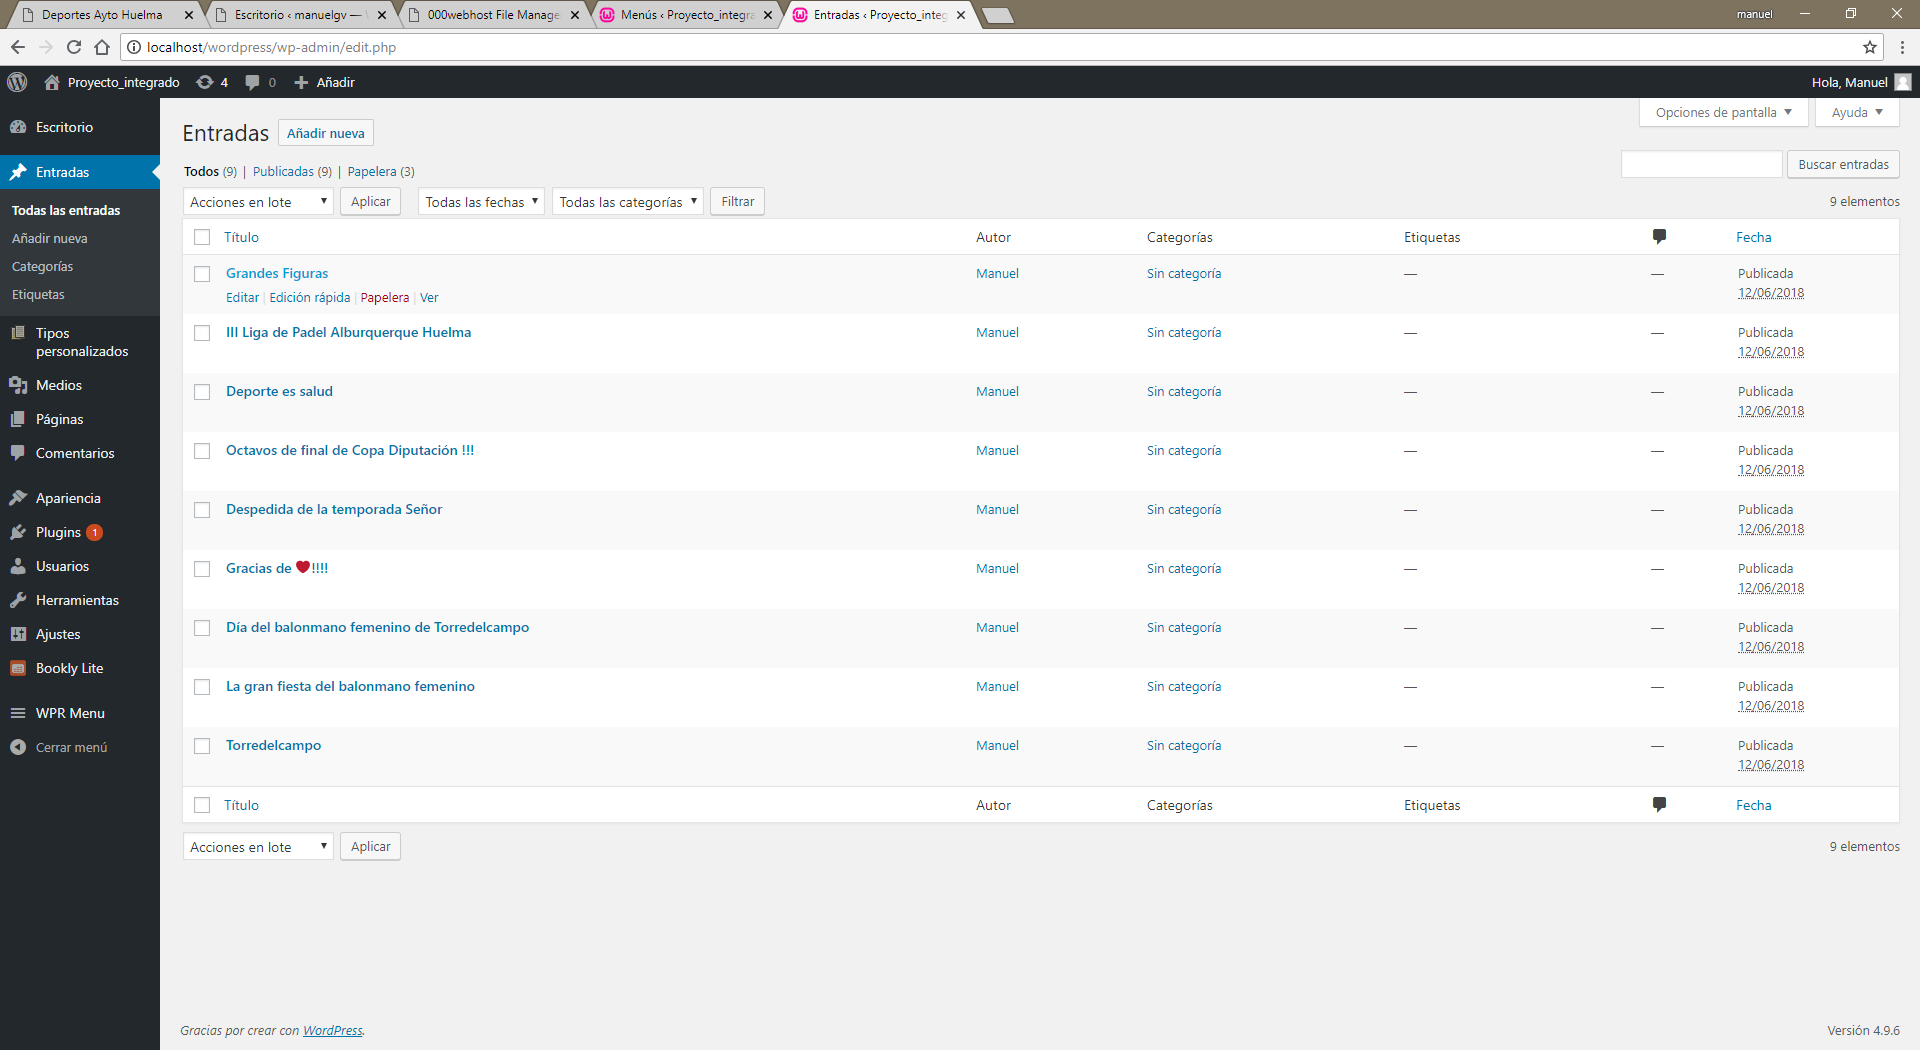 Deportes Ayto Huelma
Escritorio ‹ manuelgv —
000webhost File Manage
Menús ‹ Proyecto_integra
Entradas ‹ Proyecto_integ
manuel
localhost/wordpress/wp-admin/edit.php
Proyecto_integrado 4 0 Añadir
Hola, Manuel
Escritorio
Entradas
Todas las entradas
Añadir nueva
Categorías
Etiquetas
Tipos
personalizados
Medios
Páginas
Comentarios
Apariencia
Plugins 1
Usuarios
Herramientas
Ajustes
Bookly Lite
WPR Menu
Cerrar menú
Opciones de pantalla
Ayuda
Entradas Añadir nueva
Todos (9) | Publicadas (9) | Papelera (3)
Buscar entradas
Acciones en lote Aplicar Todas las fechas Todas las categorías Filtrar
9 elementos
Título Autor Categorías Etiquetas Fecha
Grandes Figuras Manuel Sin categoría — — Publicada
Editar | Edición rápida | Papelera | Ver 12/06/2018
III Liga de Padel Alburquerque Huelma Manuel Sin categoría — — Publicada
12/06/2018
Deporte es salud Manuel Sin categoría — — Publicada
12/06/2018
Octavos de final de Copa Diputación !!! Manuel Sin categoría — — Publicada
12/06/2018
Despedida de la temporada Señor Manuel Sin categoría — — Publicada
12/06/2018
Gracias de ❤!!!! Manuel Sin categoría — — Publicada
12/06/2018
Día del balonmano femenino de Torredelcampo Manuel Sin categoría — — Publicada
12/06/2018
La gran fiesta del balonmano femenino Manuel Sin categoría — — Publicada
12/06/2018
Torredelcampo Manuel Sin categoría — — Publicada
12/06/2018
Título Autor Categorías Etiquetas Fecha
Acciones en lote Aplicar
9 elementos
Gracias por crear con WordPress.
Versión 4.9.6